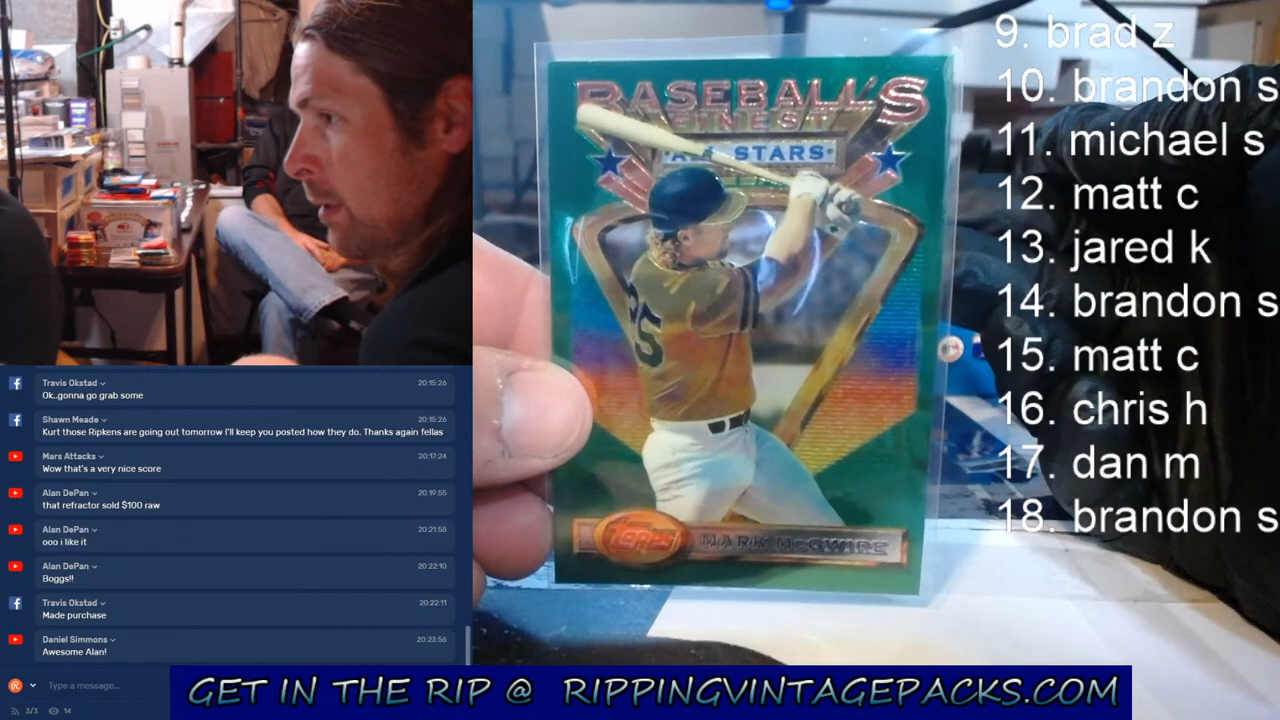 Travis Okstad
20:15:26
Ok..gonna go grab some
Shawn Meade
20:15:26
Kurt those Ripkens are going out tomorrow I'll keep you posted how they do. Thanks again fellas
Mars Attacks
20:17:24
Wow that's a very nice score
Alan DePan
20:19:55
that refractor sold $100 raw
Alan DePan
20:21:55
ooo i like it
Alan DePan
20:22:10
Boggs!!
Travis Okstad
20:22:11
Made purchase
Daniel Simmons
20:23:56
Awesome Alan!
Type a message...
3/3
14
BASEBALL'S
FINEST
ALL STARS
25
Topps
MARK McGWIRE
9. brad z
10. brandon s
11. michael s
12. matt c
13. jared k
14. brandon s
15. matt c
16. chris h
17. dan m
18. brandon s
GET IN THE RIP @ RIPPINGVINTAGEPACKS.COM